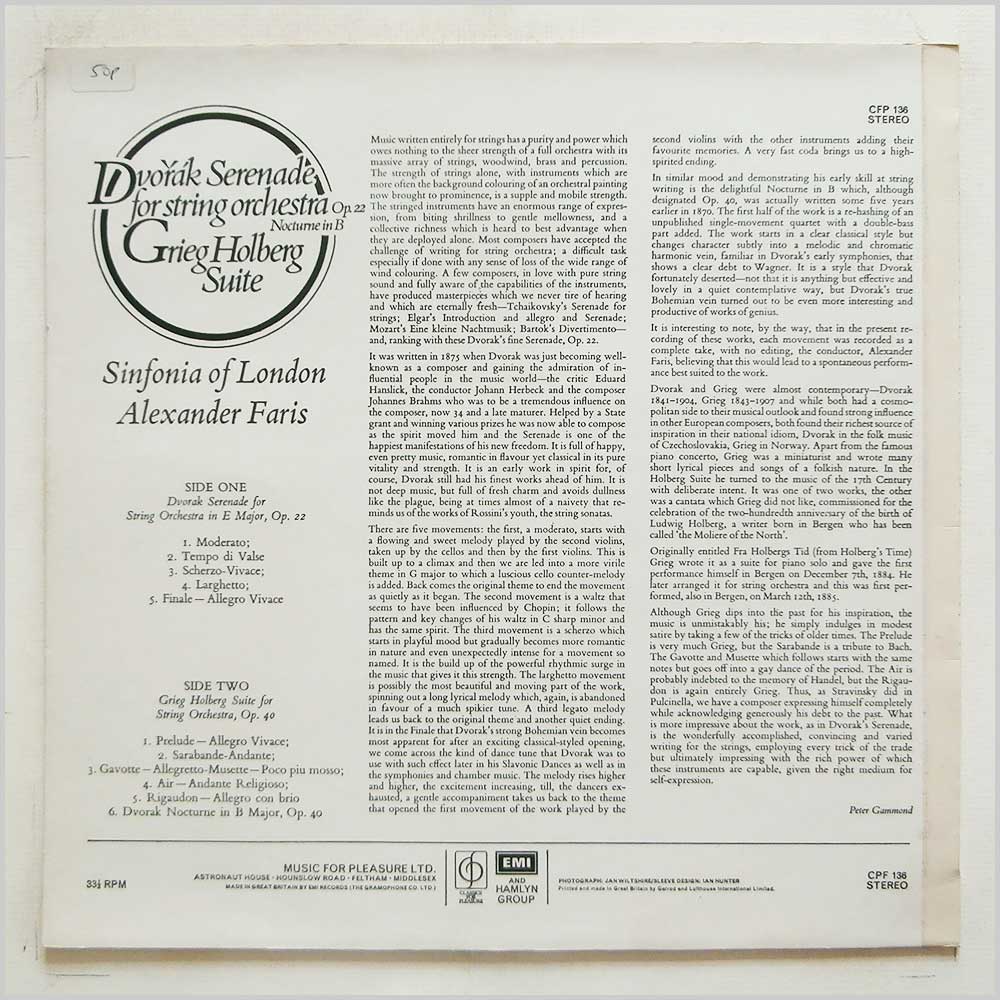 50p
CFP 136
STEREO
Dvořák Serenade
for string orchestra Op. 22
Nocturne in B
Grieg Holberg
Suite
Sinfonia of London
Alexander Faris
SIDE ONE
Dvorak Serenade for
String Orchestra in E Major, Op. 22
1. Moderato;
2. Tempo di Valse
3. Scherzo-Vivace;
4. Larghetto;
5. Finale — Allegro Vivace
SIDE TWO
Grieg Holberg Suite for
String Orchestra, Op. 40
1. Prelude — Allegro Vivace;
2. Sarabande-Andante;
3. Gavotte — Allegretto-Musette — Poco piu mosso;
4. Air — Andante Religioso;
5. Rigaudon — Allegro con brio
6. Dvorak Nocturne in B Major, Op. 40
Music written entirely for strings has a purity and power which
owes nothing to the sheer strength of a full orchestra with its
massive array of strings, woodwind, brass and percussion.
The strength of strings alone, with instruments which are
more often the background colouring of an orchestral painting
now brought to prominence, is a supple and mobile strength.
The stringed instruments have an enormous range of expres-
sion, from biting shrillness to gentle mellowness, and a
collective richness which is heard to best advantage when
they are deployed alone. Most composers have accepted the
challenge of writing for string orchestra; a difficult task
especially if done with any sense of loss of the wide range of
wind colouring. A few composers, in love with pure string
sound and fully aware of the capabilities of the instruments,
have produced masterpieces which we never tire of hearing
and which are eternally fresh—Tchaikovsky's Serenade for
strings; Elgar's Introduction and allegro and Serenade;
Mozart's Eine kleine Nachtmusik; Bartok's Divertimento—
and, ranking with these Dvorak's fine Serenade, Op. 22.
It was written in 1875 when Dvorak was just becoming well-
known as a composer and gaining the admiration of in-
fluential people in the music world—the critic Eduard
Hanslick, the conductor Johann Herbeck and the composer
Johannes Brahms who was to be a tremendous influence on
the composer, now 34 and a late maturer. Helped by a State
grant and winning various prizes he was now able to compose
as the spirit moved him and the Serenade is one of the
happiest manifestations of his new freedom. It is full of happy,
even pretty music, romantic in flavour yet classical in its pure
vitality and strength. It is an early work in spirit for, of
course, Dvorak still had his finest works ahead of him. It is
not deep music, but full of fresh charm and avoids dullness
like the plague, being at times almost of a naivety that re-
minds us of the works of Rossini's youth, the string sonatas.
There are five movements: the first, a moderato, starts with
a flowing and sweet melody played by the second violins,
taken up by the cellos and then by the first violins. This is
built up to a climax and then we are led into a more virile
theme in G major to which a luscious cello counter-melody
is added. Back comes the original theme to end the movement
as quietly as it began. The second movement is a waltz that
seems to have been influenced by Chopin; it follows the
pattern and key changes of his waltz in C sharp minor and
has the same spirit. The third movement is a scherzo which
starts in playful mood but gradually becomes more romantic
in nature and even unexpectedly intense for a movement so
named. It is the build up of the powerful rhythmic surge in
the music that gives it this strength. The larghetto movement
is possibly the most beautiful and moving part of the work,
spinning out a long lyrical melody which, again, is abandoned
in favour of a much spikier tune. A third legato melody
leads us back to the original theme and another quiet ending.
It is in the Finale that Dvorak's strong Bohemian vein becomes
most apparent for after an exciting classical-styled opening,
we come across the kind of dance tune that Dvorak was to
use with such effect later in his Slavonic Dances as well as in
the symphonies and chamber music. The melody rises higher
and higher, the excitement increasing, till, the dancers ex-
hausted, a gentle accompaniment takes us back to the theme
that opened the first movement of the work played by the
second violins with the other instruments adding their
favourite memories. A very fast coda brings us to a high-
spirited ending.
In similar mood and demonstrating his early skill at string
writing is the delightful Nocturne in B which, although
designated Op. 40, was actually written some five years
earlier in 1870. The first half of the work is a re-hashing of an
unpublished single-movement quartet with a double-bass
part added. The work starts in a clear classical style but
changes character subtly into a melodic and chromatic
harmonic vein, familiar in Dvorak's early symphonies, that
shows a clear debt to Wagner. It is a style that Dvorak
fortunately deserted—not that it is anything but effective and
lovely in a quiet contemplative way, but Dvorak's true
Bohemian vein turned out to be even more interesting and
productive of works of genius.
It is interesting to note, by the way, that in the present re-
cording of these works, each movement was recorded as a
complete take, with no editing, the conductor, Alexander
Faris, believing that this would lead to a spontaneous perform-
ance best suited to the work.
Dvorak and Grieg were almost contemporary—Dvorak
1841–1904, Grieg 1843–1907 and while both had a cosmo-
politan side to their musical outlook and found strong influence
in other European composers, both found their richest source of
inspiration in their national idiom, Dvorak in the folk music
of Czechoslovakia, Grieg in Norway. Apart from the famous
piano concerto, Grieg was a miniaturist and wrote many
short lyrical pieces and songs of a folkish nature. In the
Holberg Suite he turned to the music of the 17th Century
with deliberate intent. It was one of two works, the other
was a cantata which Grieg did not like, commissioned for the
celebration of the two-hundredth anniversary of the birth of
Ludwig Holberg, a writer born in Bergen who has been
called 'the Moliere of the North'.
Originally entitled Fra Holbergs Tid (from Holberg's Time)
Grieg wrote it as a suite for piano solo and gave the first
performance himself in Bergen on December 7th, 1884. He
later arranged it for string orchestra and this was first per-
formed, also in Bergen, on March 12th, 1885.
Although Grieg dips into the past for his inspiration, the
music is unmistakably his; he simply indulges in modest
satire by taking a few of the tricks of older times. The Prelude
is very much Grieg, but the Sarabande is a tribute to Bach.
The Gavotte and Musette which follows starts with the same
notes but goes off into a gay dance of the period. The Air is
probably indebted to the memory of Handel, but the Rigau-
don is again entirely Grieg. Thus, as Stravinsky did in
Pulcinella, we have a composer expressing himself completely
while acknowledging generously his debt to the past. What
is more impressive about the work, as in Dvorak's Serenade,
is the wonderfully accomplished, convincing and varied
writing for the strings, employing every trick of the trade
but ultimately impressing with the rich power of which
these instruments are capable, given the right medium for
self-expression.
Peter Gammond
33⅓ RPM
MUSIC FOR PLEASURE LTD.
ASTRONAUT HOUSE · HOUNSLOW ROAD · FELTHAM · MIDDLESEX
MADE IN GREAT BRITAIN BY EMI RECORDS (THE GRAMOPHONE CO. LTD.)
CLASSICS
FOR
PLEASURE
EMI
AND
HAMLYN
GROUP
PHOTOGRAPH: JAN WILTSHIRE/SLEEVE DESIGN: IAN HUNTER
Printed and made in Great Britain by Garrod and Lofthouse International Limited.
CPF 136
STEREO